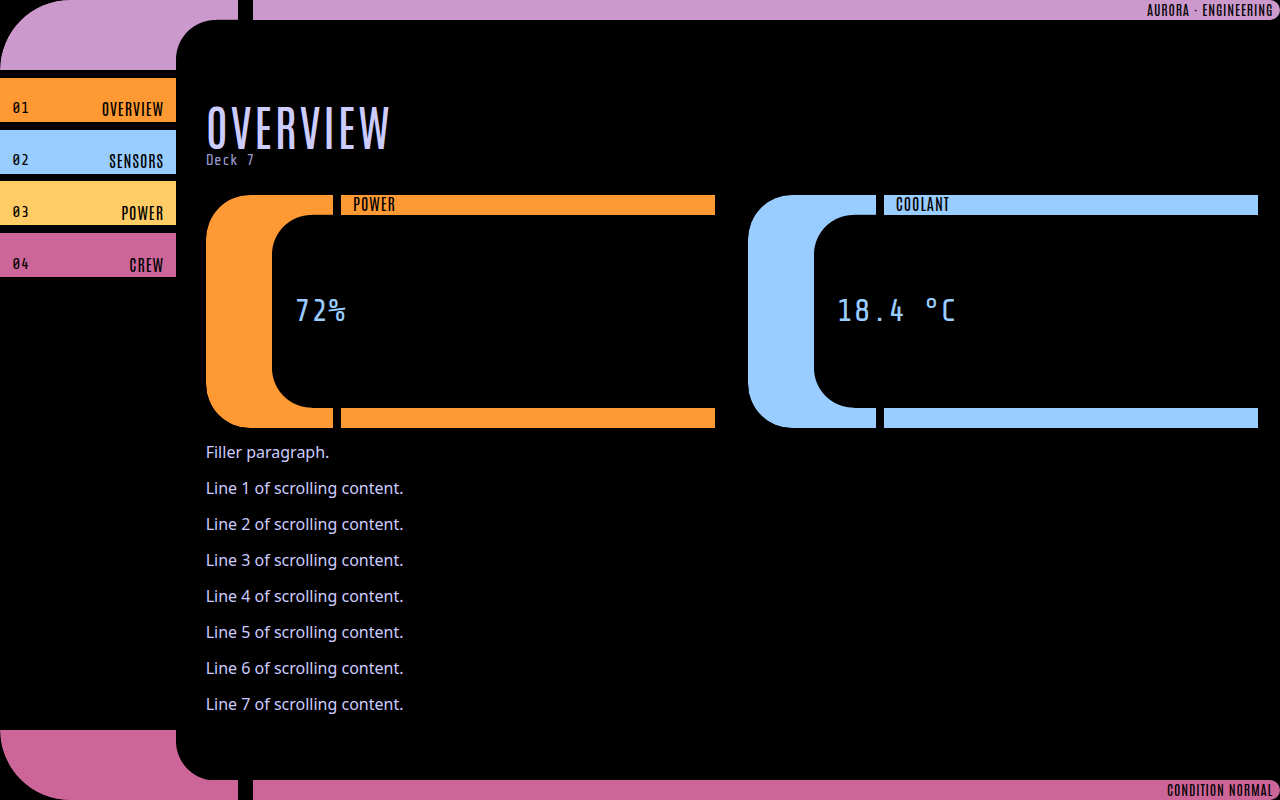 AURORA · ENGINEERING
01 OVERVIEW
02 SENSORS
03 POWER
04 CREW
OVERVIEW
Deck 7
POWER
72%
COOLANT
18.4 °C
Filler paragraph.
Line 1 of scrolling content.
Line 2 of scrolling content.
Line 3 of scrolling content.
Line 4 of scrolling content.
Line 5 of scrolling content.
Line 6 of scrolling content.
Line 7 of scrolling content.
CONDITION NORMAL